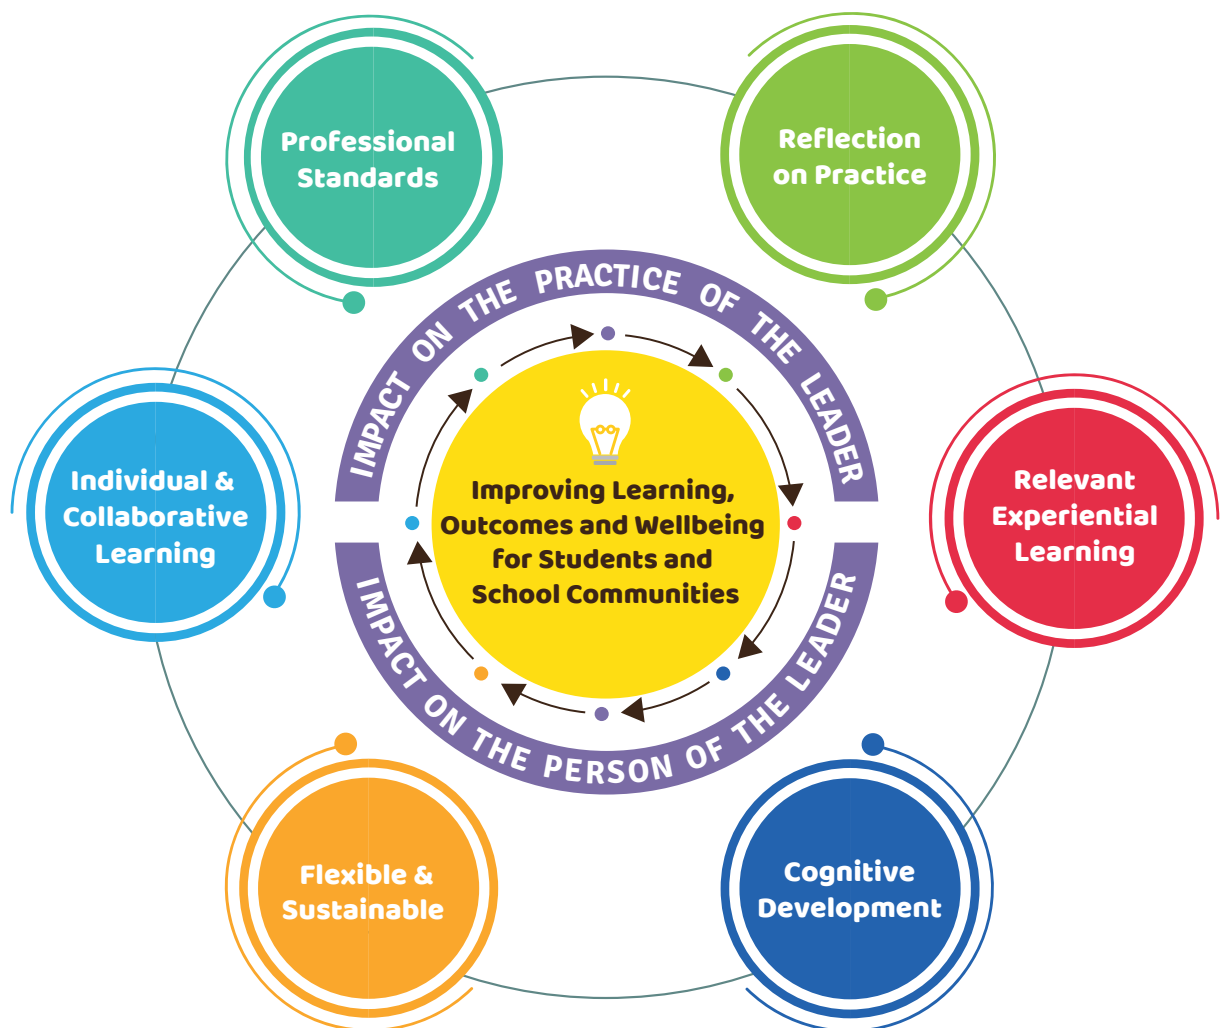 Professional
Standards
Reflection
on Practice
IMPACT ON THE PRACTICE OF THE LEADER
Individual &
Collaborative
Learning
Improving Learning,
Outcomes and Wellbeing
for Students and
School Communities
Relevant
Experiential
Learning
IMPACT ON THE PERSON OF THE LEADER
Flexible &
Sustainable
Cognitive
Development